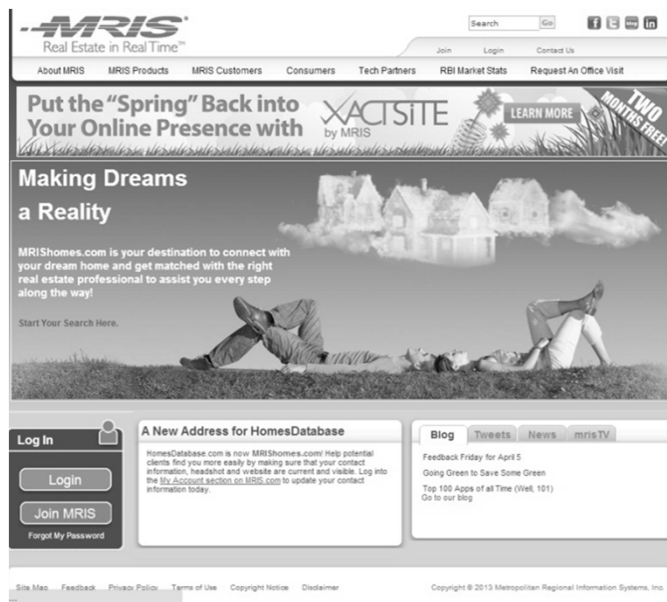 MRIS
Real Estate in Real Time™
Search Go
Join Login Contact Us
About MRIS MRIS Products MRIS Customers Consumers Tech Partners RBI Market Stats Request An Office Visit
Put the "Spring" Back into
Your Online Presence with
XACTSITE
by MRIS
LEARN MORE
TWO
MONTHS FREE!
Making Dreams
a Reality
MRIShomes.com is your destination to connect with
your dream home and get matched with the right
real estate professional to assist you every step
along the way!
Start Your Search Here.
Log In
Login
Join MRIS
Forgot My Password
A New Address for HomesDatabase
HomesDatabase.com is now MRIShomes.com! Help potential
clients find you more easily by making sure that your contact
information, headshot and website are current and visible. Log into
the My Account section on MRIS.com to update your contact
information today.
Blog Tweets News mrisTV
Feedback Friday for April 5
Going Green to Save Some Green
Top 100 Apps of all Time (Well, 101)
Go to our blog
Site Map Feedback Privacy Policy Terms of Use Copyright Notice Disclaimer
Copyright © 2013 Metropolitan Regional Information Systems, Inc.